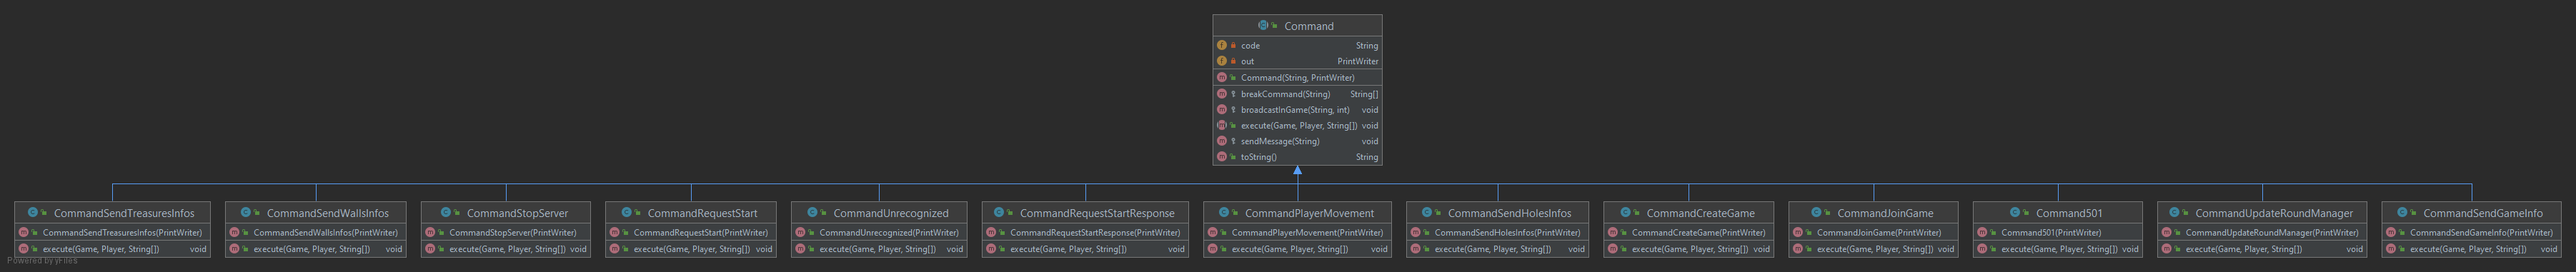 Command
code String
out PrintWriter
Command(String, PrintWriter)
breakCommand(String) String[]
broadcastInGame(String, int) void
execute(Game, Player, String[]) void
sendMessage(String) void
toString() String
CommandSendTreasuresInfos
CommandSendTreasuresInfos(PrintWriter)
execute(Game, Player, String[]) void
CommandSendWallsInfos
CommandSendWallsInfos(PrintWriter)
execute(Game, Player, String[]) void
CommandStopServer
CommandStopServer(PrintWriter)
execute(Game, Player, String[]) void
CommandRequestStart
CommandRequestStart(PrintWriter)
execute(Game, Player, String[]) void
CommandUnrecognized
CommandUnrecognized(PrintWriter)
execute(Game, Player, String[]) void
CommandRequestStartResponse
CommandRequestStartResponse(PrintWriter)
execute(Game, Player, String[]) void
CommandPlayerMovement
CommandPlayerMovement(PrintWriter)
execute(Game, Player, String[]) void
CommandSendHolesInfos
CommandSendHolesInfos(PrintWriter)
execute(Game, Player, String[]) void
CommandCreateGame
CommandCreateGame(PrintWriter)
execute(Game, Player, String[]) void
CommandJoinGame
CommandJoinGame(PrintWriter)
execute(Game, Player, String[]) void
Command501
Command501(PrintWriter)
execute(Game, Player, String[]) void
CommandUpdateRoundManager
CommandUpdateRoundManager(PrintWriter)
execute(Game, Player, String[]) void
CommandSendGameInfo
CommandSendGameInfo(PrintWriter)
execute(Game, Player, String[]) void
Powered by yFiles